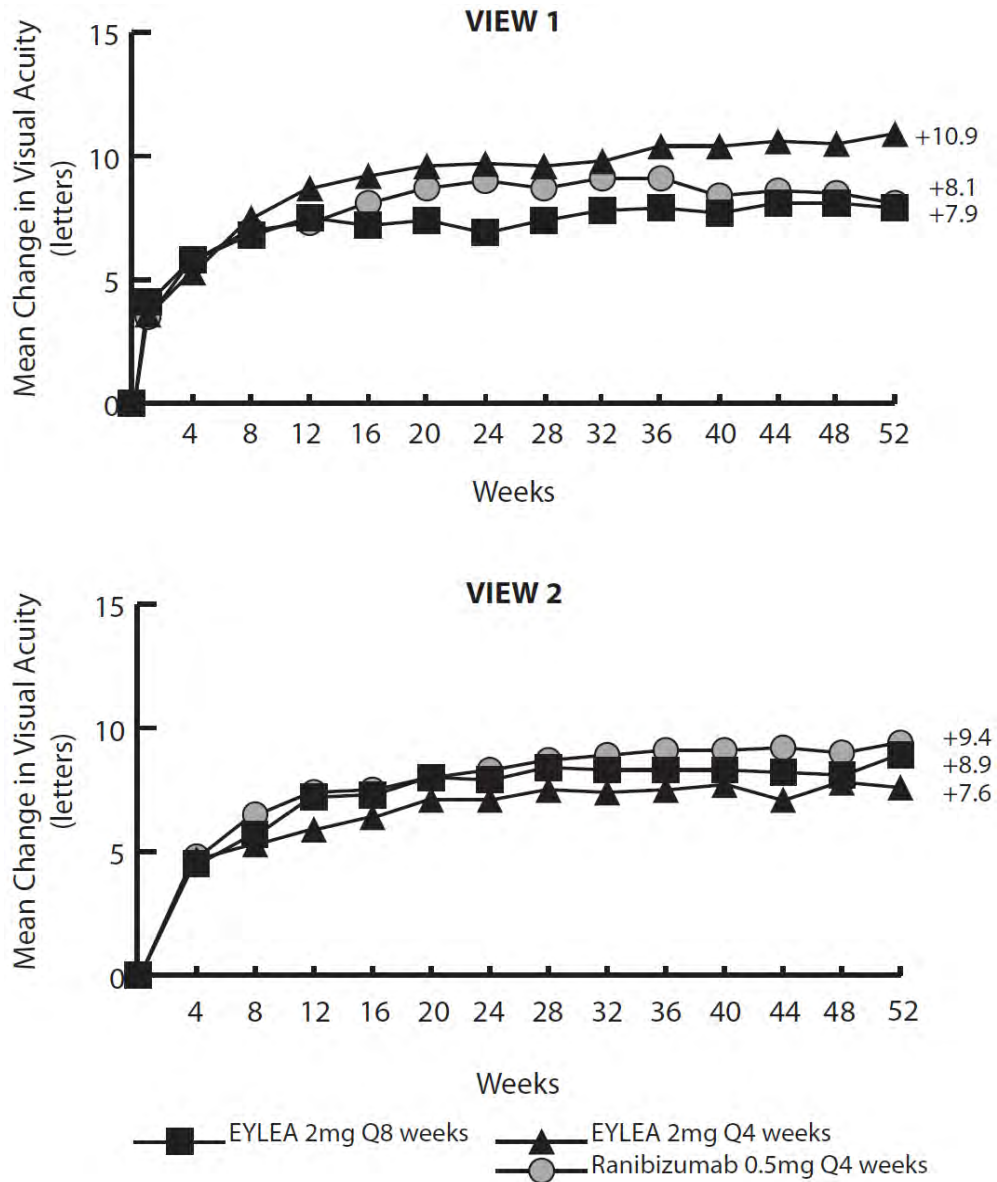 VIEW 1
Mean Change in Visual Acuity
(letters)
15
10
5
0
+10.9
+8.1
+7.9
4 8 12 16 20 24 28 32 36 40 44 48 52
Weeks
VIEW 2
Mean Change in Visual Acuity
(letters)
15
10
5
0
+9.4
+8.9
+7.6
4 8 12 16 20 24 28 32 36 40 44 48 52
Weeks
EYLEA 2mg Q8 weeks
EYLEA 2mg Q4 weeks
Ranibizumab 0.5mg Q4 weeks